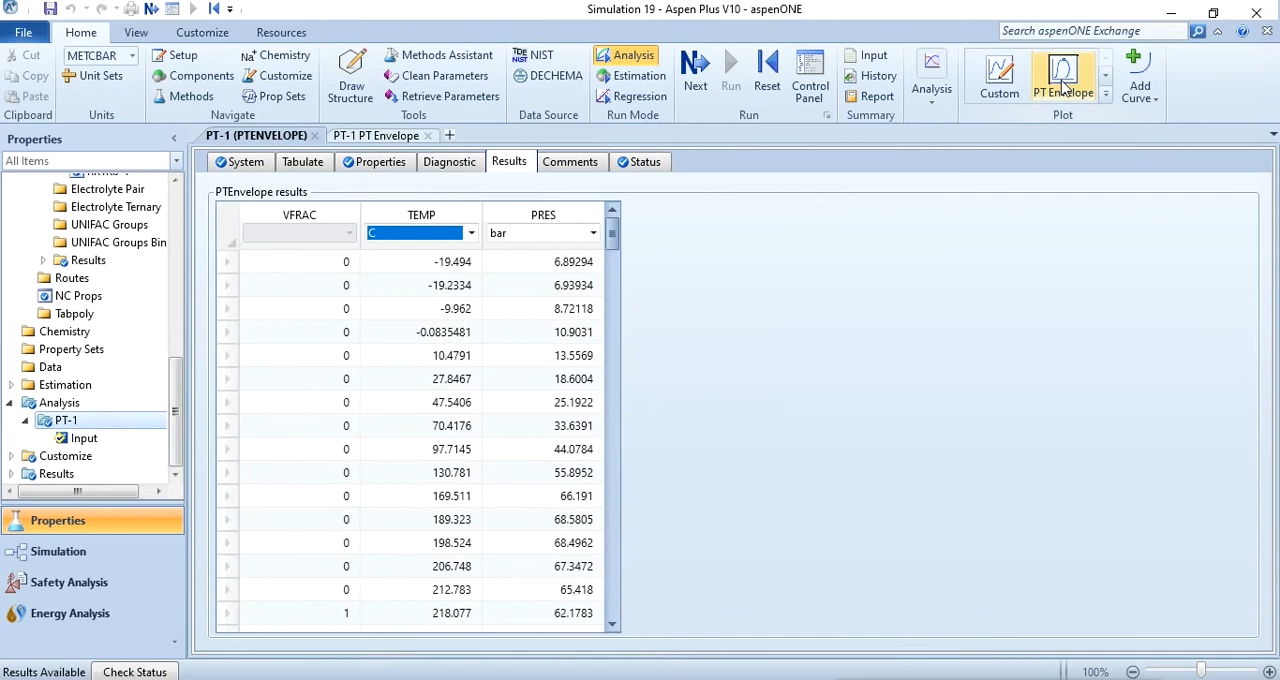 Simulation 19 - Aspen Plus V10 - aspenONE
File
Home
View
Customize
Resources
Search aspenONE Exchange
Cut
Copy
Paste
Clipboard
METCBAR
Unit Sets
Units
Setup
Components
Methods
Chemistry
Customize
Prop Sets
Navigate
Draw
Structure
Methods Assistant
Clean Parameters
Retrieve Parameters
Tools
NIST
DECHEMA
Data Source
Analysis
Estimation
Regression
Run Mode
Next
Run
Reset
Control
Panel
Run
Input
History
Report
Summary
Analysis
Custom
PT Envelope
Add
Curve
Plot
Properties
All Items
Electrolyte Pair
Electrolyte Ternary
UNIFAC Groups
UNIFAC Groups Bin
Results
Routes
NC Props
Tabpoly
Chemistry
Property Sets
Data
Estimation
Analysis
PT-1
Input
Customize
Results
Properties
Simulation
Safety Analysis
Energy Analysis
PT-1 (PTENVELOPE)
PT-1 PT Envelope
System
Tabulate
Properties
Diagnostic
Results
Comments
Status
PTEnvelope results
VFRAC TEMP PRES
C bar
0 -19.494 6.89294
0 -19.2334 6.93934
0 -9.962 8.72118
0 -0.0835481 10.9031
0 10.4791 13.5569
0 27.8467 18.6004
0 47.5406 25.1922
0 70.4176 33.6391
0 97.7145 44.0784
0 130.781 55.8952
0 169.511 66.191
0 189.323 68.5805
0 198.524 68.4962
0 206.748 67.3472
0 212.783 65.418
1 218.077 62.1783
Results Available
Check Status
100%